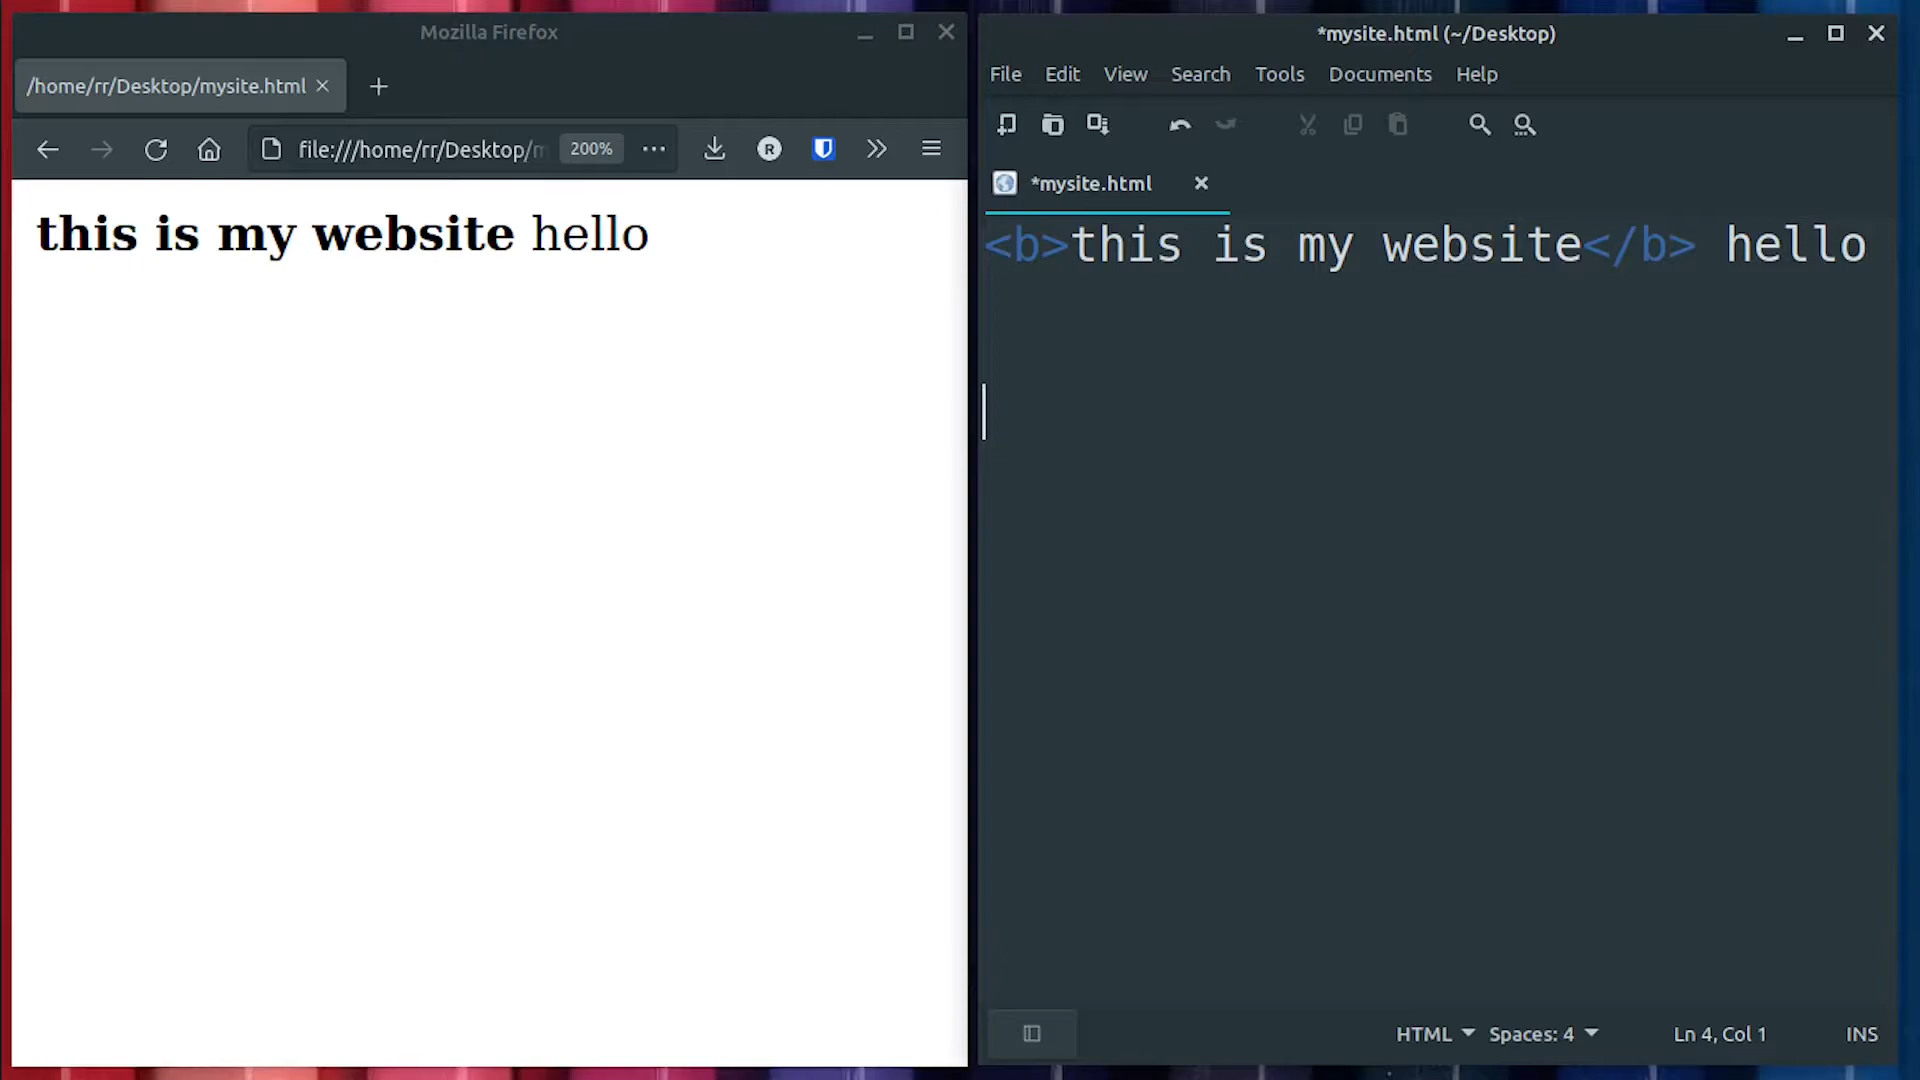 Mozilla Firefox
/home/rr/Desktop/mysite.html
file:///home/rr/Desktop/m
200%
R
this is my website hello
*mysite.html (~/Desktop)
File Edit View Search Tools Documents Help
*mysite.html
<b>this is my website</b> hello
HTML Spaces: 4 Ln 4, Col 1 INS